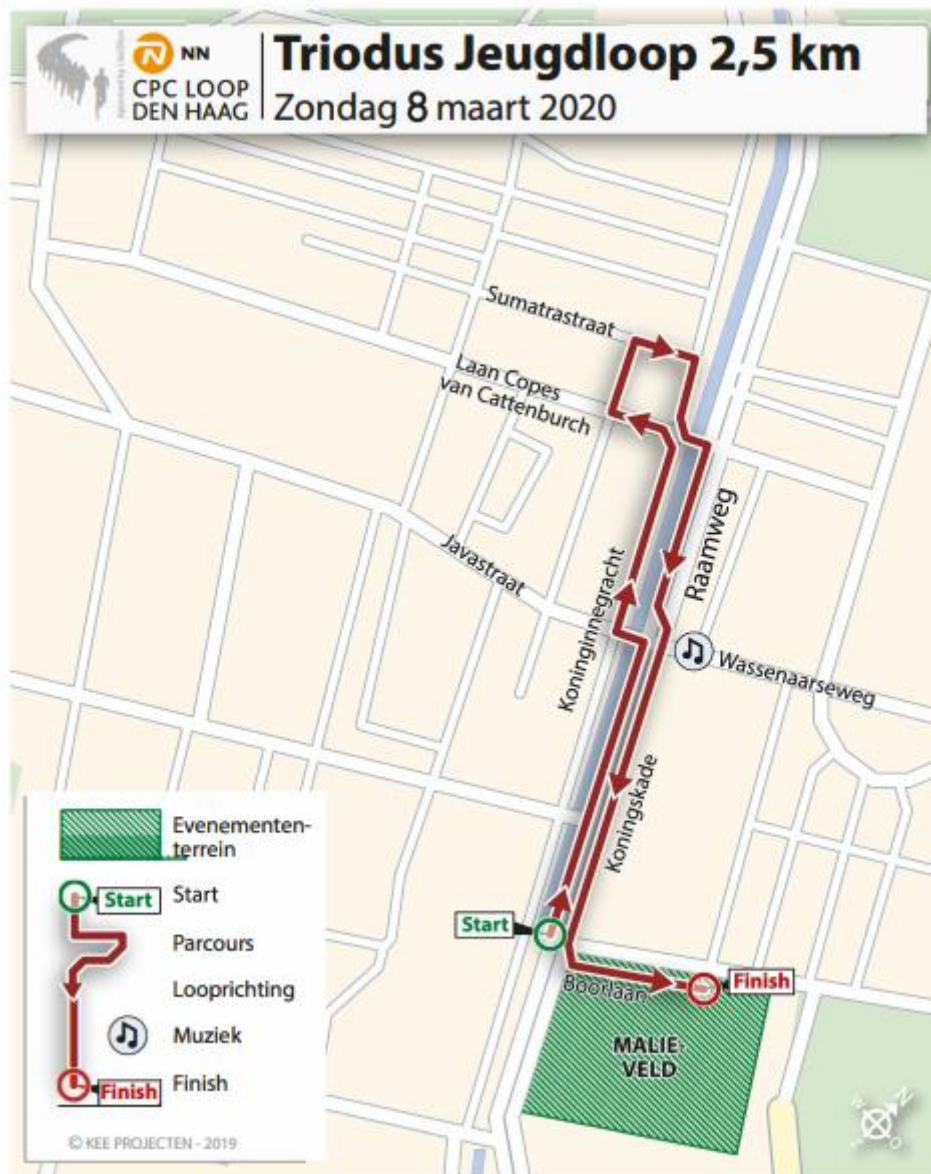 NN
CPC LOOP
DEN HAAG
Triodus Jeugdloop 2,5 km
Zondag 8 maart 2020
Sumatrastraat
Laan Copes
van Cattenburch
Javastraat
Koninginnegracht
Raamweg
Wassenaarseweg
Koningskade
Start
Boorlaan
Finish
MALIE-
VELD
Evenementen-
terrein
Start
Start
Parcours
Looprichting
Muziek
Finish
Finish
© KEE PROJECTEN - 2019
N